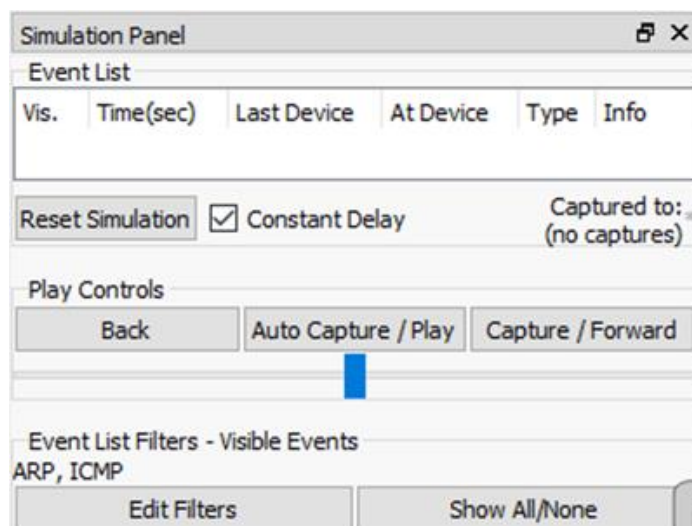 Simulation Panel
Event List
Vis. Time(sec) Last Device At Device Type Info
Reset Simulation Constant Delay Captured to:
(no captures)
Play Controls
Back Auto Capture / Play Capture / Forward
Event List Filters - Visible Events
ARP, ICMP
Edit Filters Show All/None